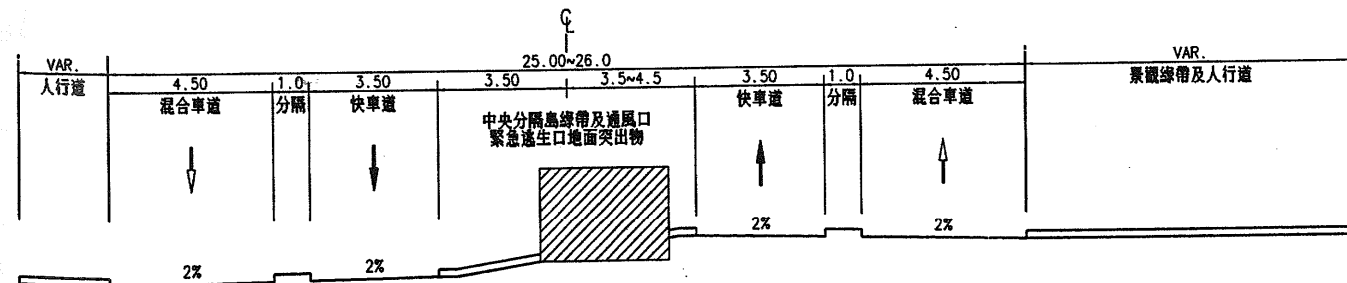 ℄
VAR.
25.00~26.0
VAR.
人行道
4.50
1.0
3.50
3.50
3.5~4.5
3.50
1.0
4.50
景觀綠帶及人行道
混合車道
分隔
快車道
快車道
分隔
混合車道
中央分隔島綠帶及通風口
緊急逃生口地面突出物
2%
2%
2%
2%